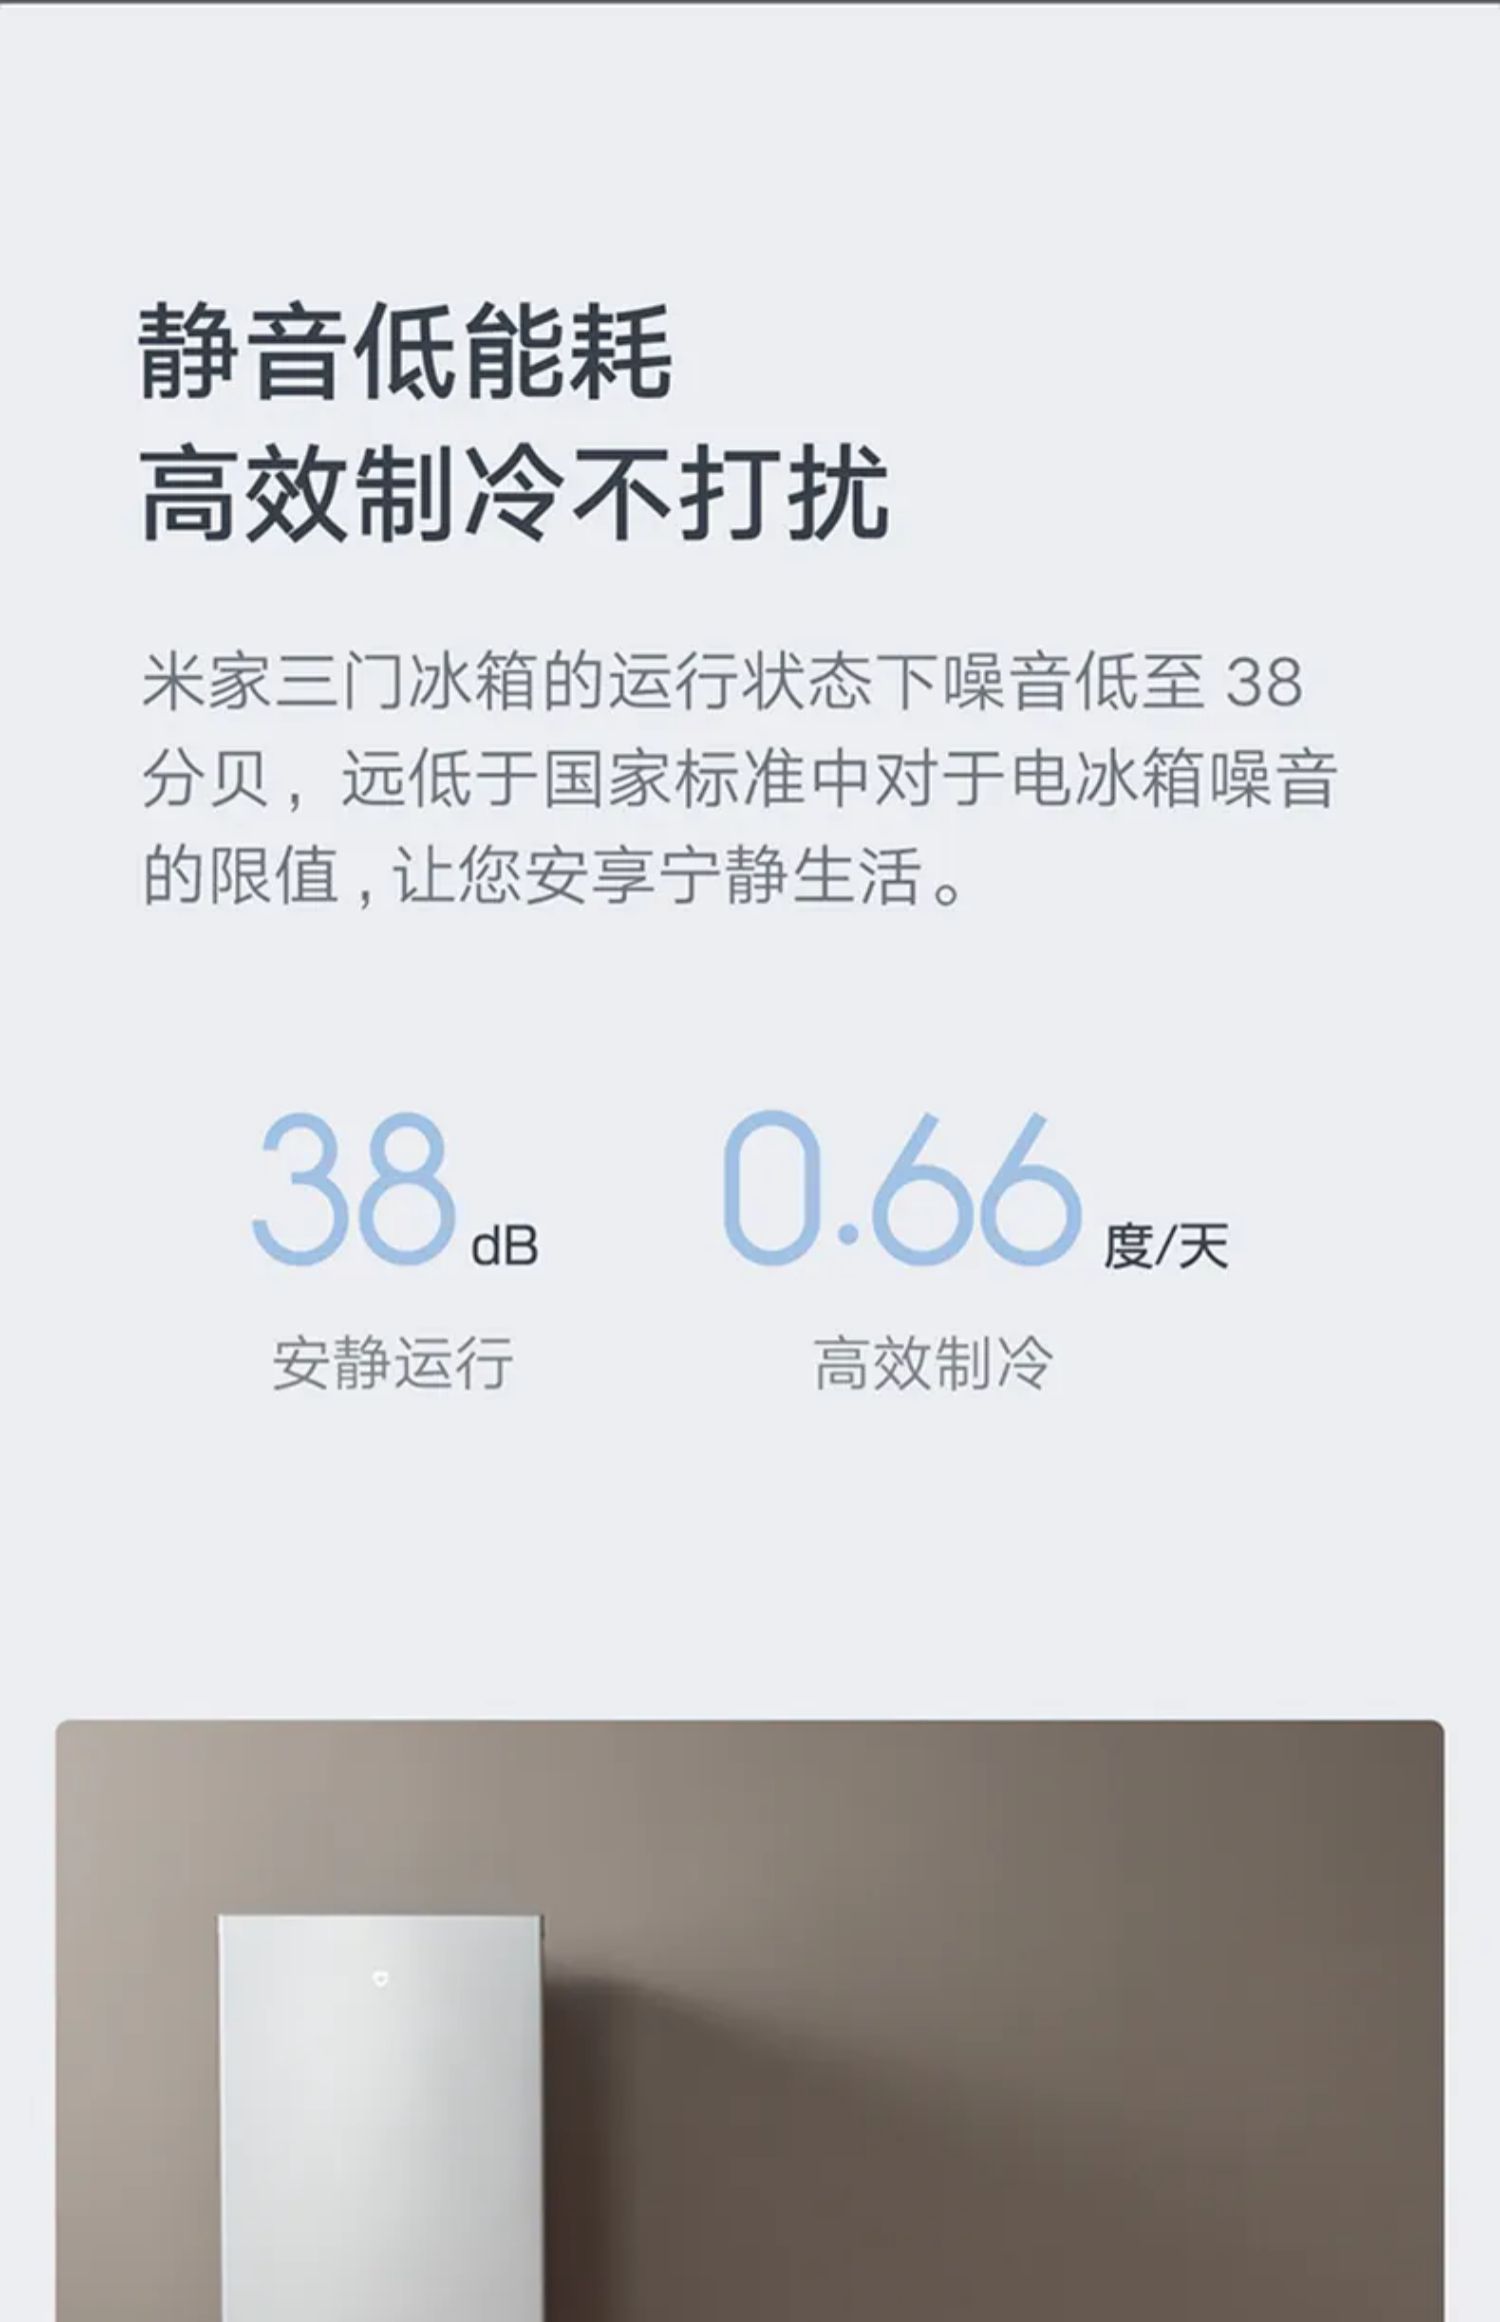 静音低能耗
高效制冷不打扰
米家三门冰箱的运行状态下噪音低至 38
分贝，远低于国家标准中对于电冰箱噪音
的限值，让您安享宁静生活。
38 dB 0.66 度/天
安静运行 高效制冷